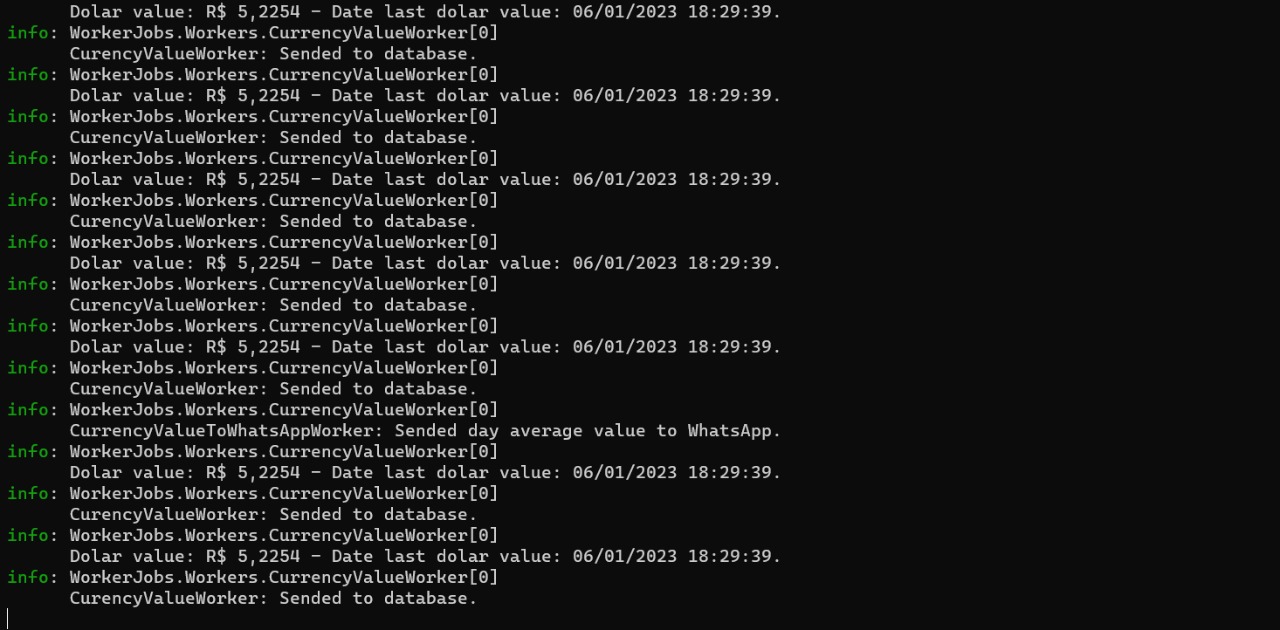 Dolar value: R$ 5,2254 - Date last dolar value: 06/01/2023 18:29:39.
info: WorkerJobs.Workers.CurrencyValueWorker[0]
CurencyValueWorker: Sended to database.
info: WorkerJobs.Workers.CurrencyValueWorker[0]
Dolar value: R$ 5,2254 - Date last dolar value: 06/01/2023 18:29:39.
info: WorkerJobs.Workers.CurrencyValueWorker[0]
CurencyValueWorker: Sended to database.
info: WorkerJobs.Workers.CurrencyValueWorker[0]
Dolar value: R$ 5,2254 - Date last dolar value: 06/01/2023 18:29:39.
info: WorkerJobs.Workers.CurrencyValueWorker[0]
CurencyValueWorker: Sended to database.
info: WorkerJobs.Workers.CurrencyValueWorker[0]
Dolar value: R$ 5,2254 - Date last dolar value: 06/01/2023 18:29:39.
info: WorkerJobs.Workers.CurrencyValueWorker[0]
CurencyValueWorker: Sended to database.
info: WorkerJobs.Workers.CurrencyValueWorker[0]
Dolar value: R$ 5,2254 - Date last dolar value: 06/01/2023 18:29:39.
info: WorkerJobs.Workers.CurrencyValueWorker[0]
CurencyValueWorker: Sended to database.
info: WorkerJobs.Workers.CurrencyValueWorker[0]
CurrencyValueToWhatsAppWorker: Sended day average value to WhatsApp.
info: WorkerJobs.Workers.CurrencyValueWorker[0]
Dolar value: R$ 5,2254 - Date last dolar value: 06/01/2023 18:29:39.
info: WorkerJobs.Workers.CurrencyValueWorker[0]
CurencyValueWorker: Sended to database.
info: WorkerJobs.Workers.CurrencyValueWorker[0]
Dolar value: R$ 5,2254 - Date last dolar value: 06/01/2023 18:29:39.
info: WorkerJobs.Workers.CurrencyValueWorker[0]
CurencyValueWorker: Sended to database.